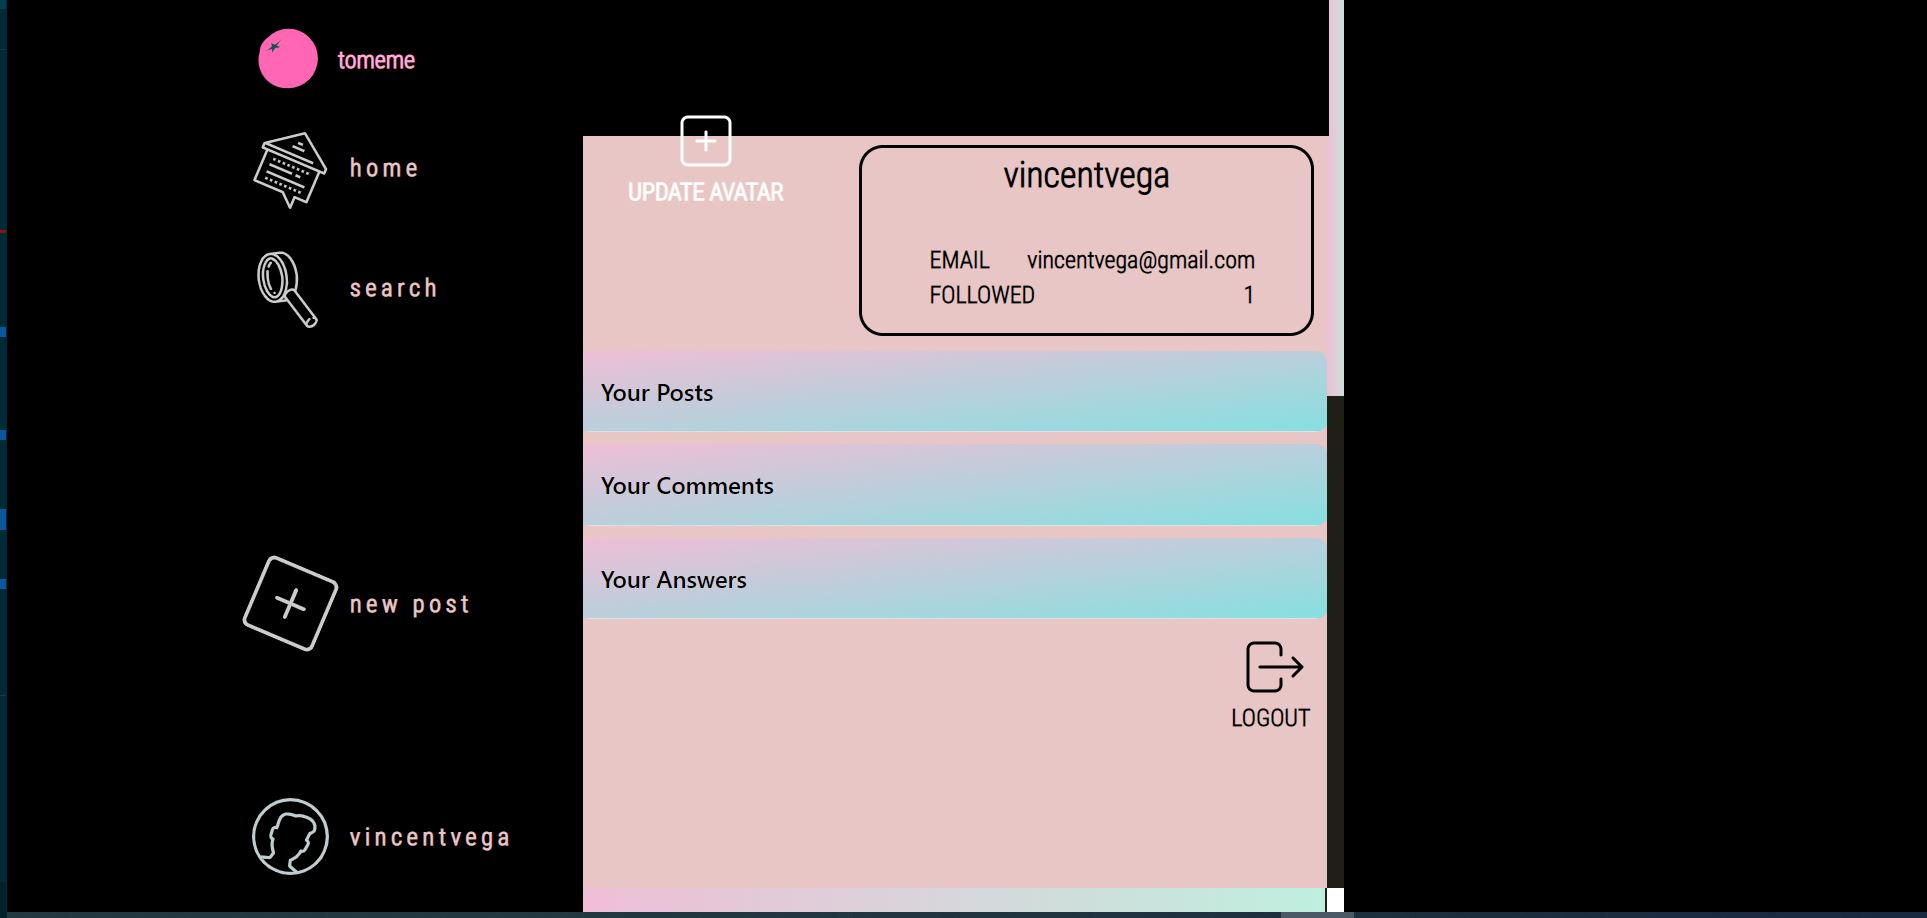 tomeme
home
search
new post
vincentvega
UPDATE AVATAR
vincentvega
EMAIL vincentvega@gmail.com
FOLLOWED 1
Your Posts
Your Comments
Your Answers
LOGOUT